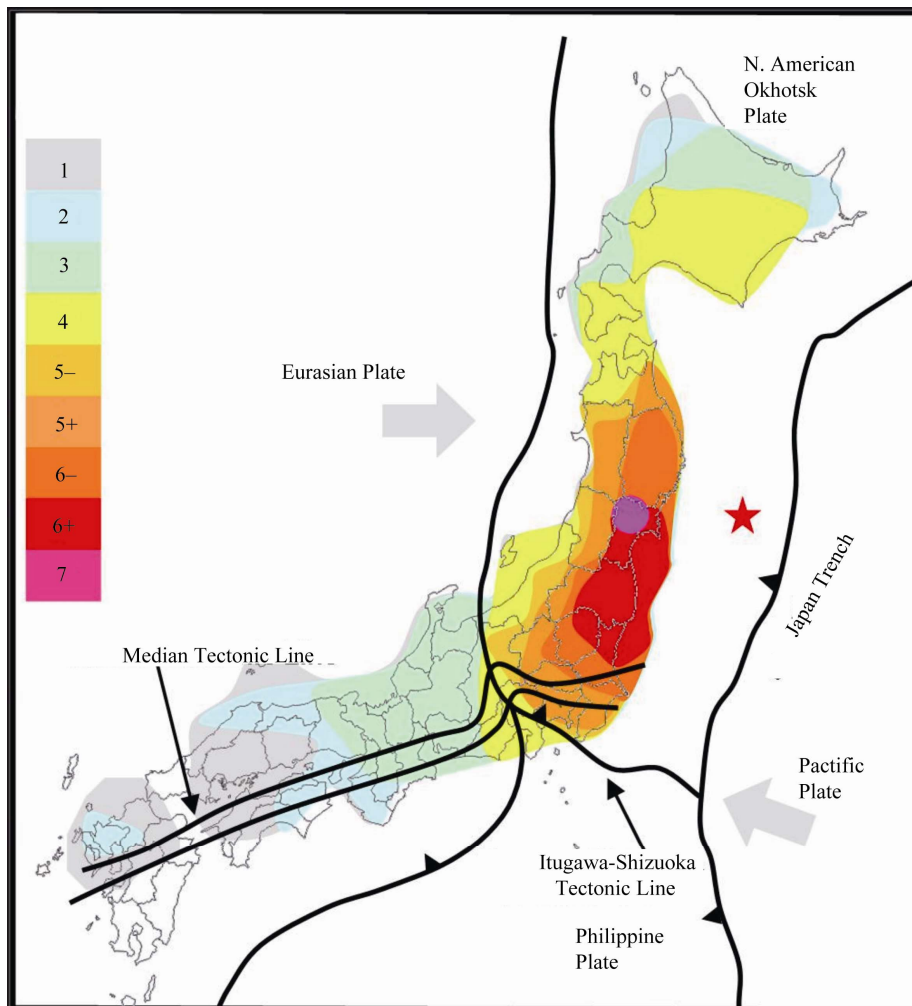 N. American
Okhotsk
Plate
1
2
3
4
5–
5+
6–
6+
7
Eurasian Plate
Japan Trench
Median Tectonic Line
Pactific
Plate
Itugawa-Shizuoka
Tectonic Line
Philippine
Plate